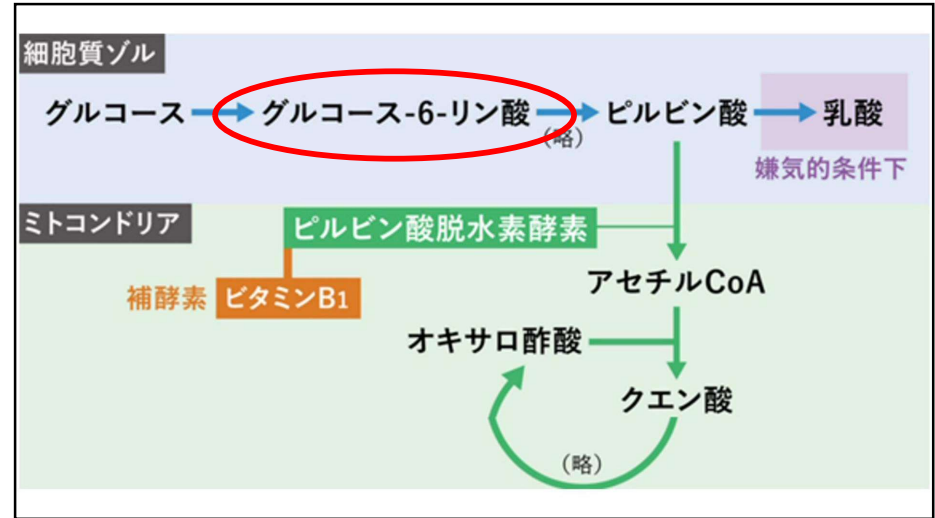 細胞質ゾル
グルコース グルコース-6-リン酸 ピルビン酸 乳酸
(略)
嫌気的条件下
ミトコンドリア
ピルビン酸脱水素酵素
補酵素 ビタミンB1
アセチルCoA
オキサロ酢酸
クエン酸
(略)